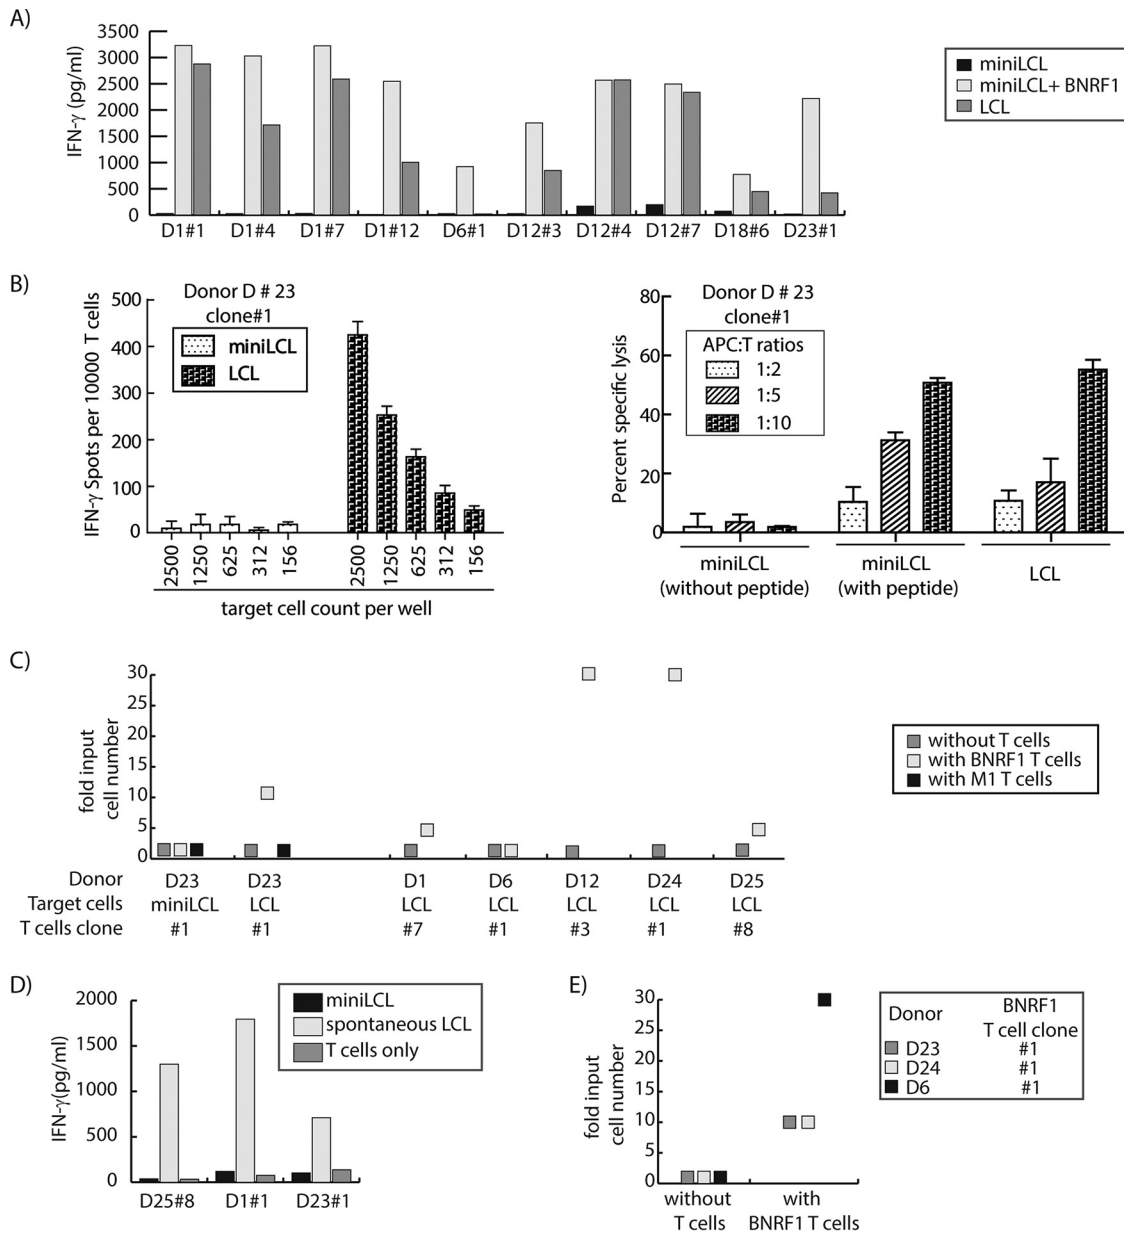 A)
3500
3000
2500
2000
1500
1000
500
0
IFN-γ (pg/ml)
D1#1 D1#4 D1#7 D1#12 D6#1 D12#3 D12#4 D12#7 D18#6 D23#1
miniLCL
miniLCL+ BNRF1
LCL
B)
IFN-γ Spots per 10000 T cells
500
400
300
200
100
0
Donor D # 23
clone#1
miniLCL
LCL
2500 1250 625 312 156 2500 1250 625 312 156
target cell count per well
Percent specific lysis
80
60
40
20
0
Donor D # 23
clone#1
APC:T ratios
1:2
1:5
1:10
miniLCL
(without peptide)
miniLCL
(with peptide)
LCL
C)
fold input
cell number
30
25
20
15
10
5
0
without T cells
with BNRF1 T cells
with M1 T cells
Donor D23 D23 D1 D6 D12 D24 D25
Target cells miniLCL LCL LCL LCL LCL LCL LCL
T cells clone #1 #1 #7 #1 #3 #1 #8
D)
IFN-γ(pg/ml)
2000
1500
1000
500
0
miniLCL
spontaneous LCL
T cells only
D25#8 D1#1 D23#1
E)
fold input
cell number
30
25
20
15
10
5
0
without
T cells
with
BNRF1 T cells
Donor BNRF1
T cell clone
D23 #1
D24 #1
D6 #1